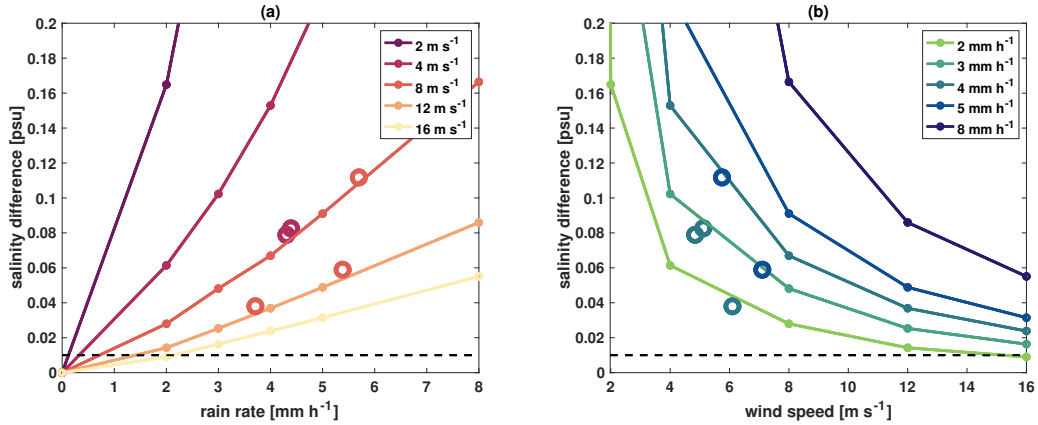 (a)
0.2
0.18
0.16
0.14
0.12
0.1
0.08
0.06
0.04
0.02
0
salinity difference [psu]
0 1 2 3 4 5 6 7 8
rain rate [mm h⁻¹]
2 m s⁻¹
4 m s⁻¹
8 m s⁻¹
12 m s⁻¹
16 m s⁻¹
(b)
0.2
0.18
0.16
0.14
0.12
0.1
0.08
0.06
0.04
0.02
0
salinity difference [psu]
2 4 6 8 10 12 14 16
wind speed [m s⁻¹]
2 mm h⁻¹
3 mm h⁻¹
4 mm h⁻¹
5 mm h⁻¹
8 mm h⁻¹